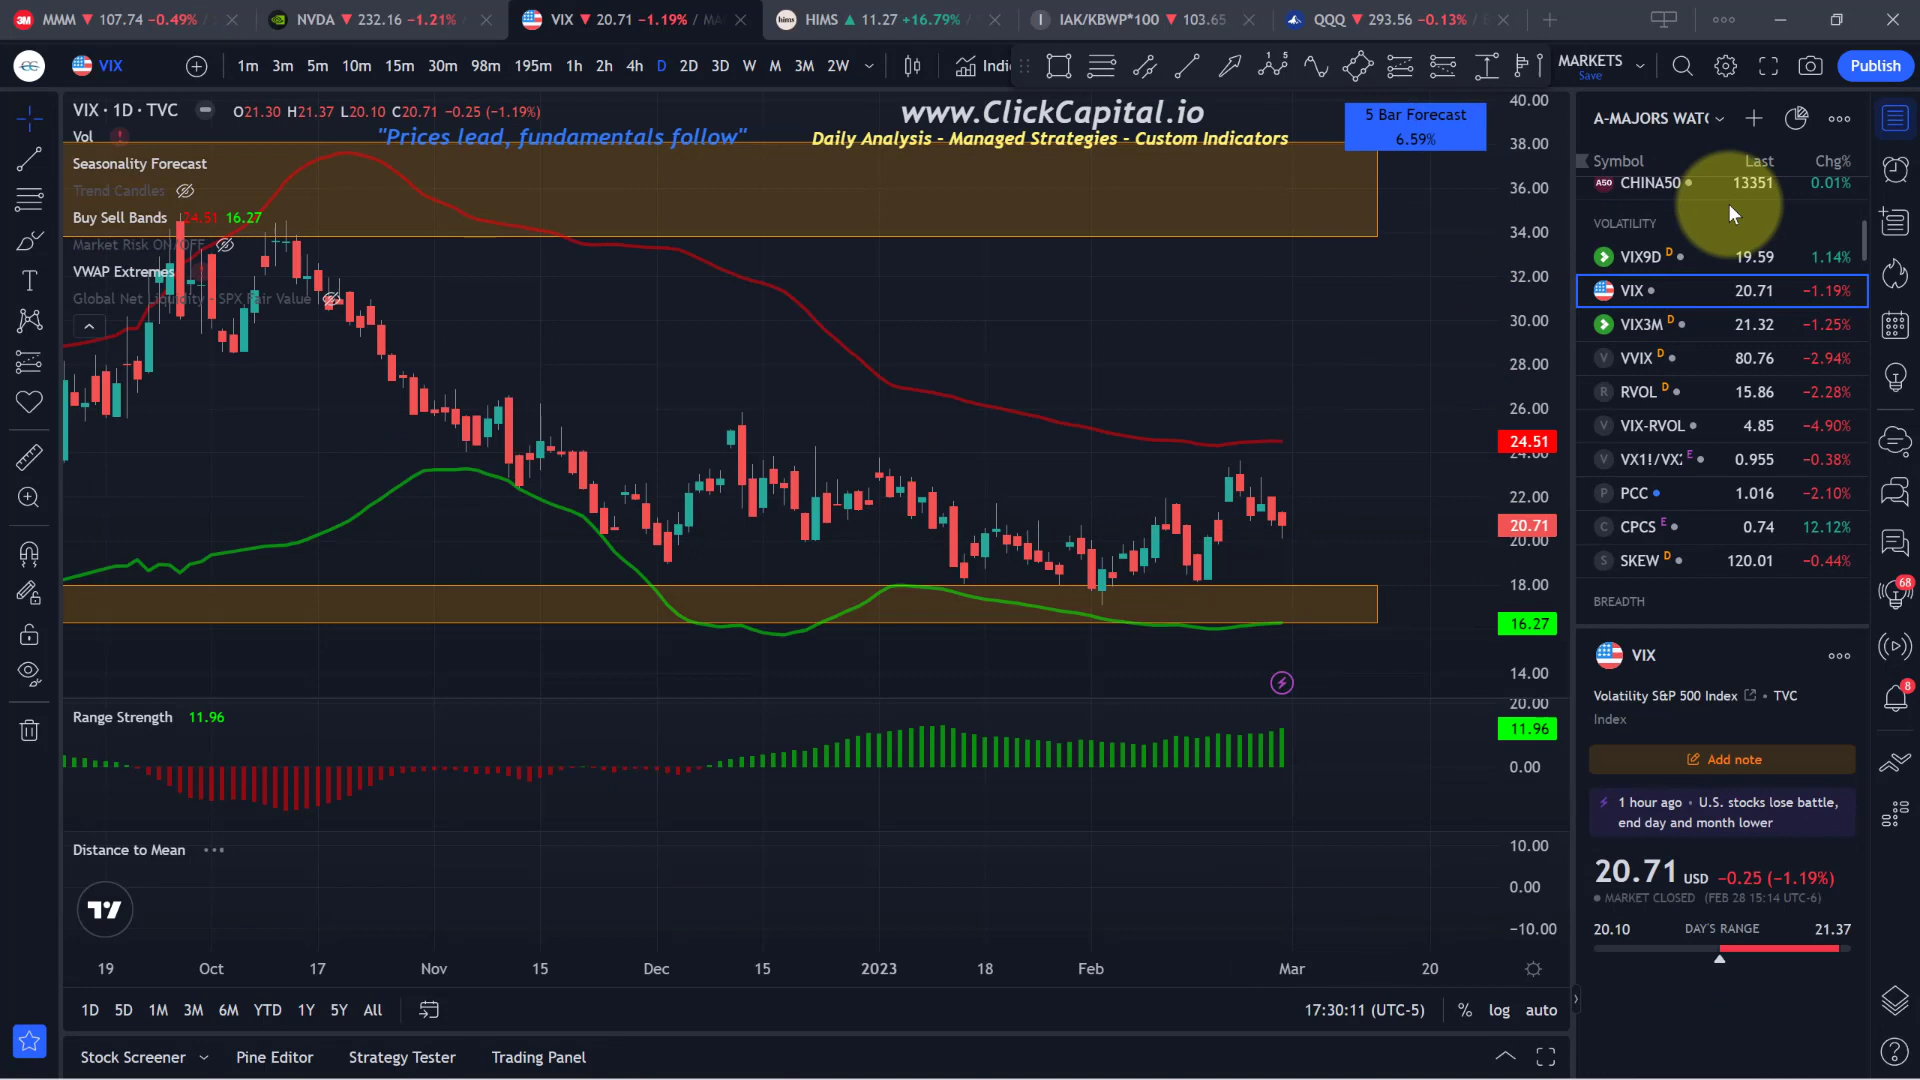 MMM ▼ 107.74 −0.49% /
NVDA ▼ 232.16 −1.21% /
VIX ▼ 20.71 −1.19% / MA
HIMS ▲ 11.27 +16.79% /
IAK/KBWP*100 ▼ 103.65
QQQ ▼ 293.56 −0.13% /
VIX
1m 3m 5m 10m 15m 30m 98m 195m 1h 2h 4h D 2D 3D W M 3M 2W
Indi
MARKETS
Save
Publish
VIX · 1D · TVC
O21.30 H21.37 L20.10 C20.71 −0.25 (−1.19%)
www.ClickCapital.io
"Prices lead, fundamentals follow"
Daily Analysis - Managed Strategies - Custom Indicators
5 Bar Forecast
6.59%
Vol
Seasonality Forecast
Trend Candles
Buy Sell Bands 24.51 16.27
Market Risk ON/OFF
VWAP Extremes
Global Net Liquidity - SPX Fair Value
40.00
38.00
36.00
34.00
32.00
30.00
28.00
26.00
24.51
24.00
22.00
20.71
20.00
18.00
16.27
14.00
Range Strength 11.96
20.00
11.96
0.00
Distance to Mean
10.00
0.00
−10.00
19 Oct 17 Nov 15 Dec 15 2023 18 Feb Mar 20
1D 5D 1M 3M 6M YTD 1Y 5Y All
17:30:11 (UTC-5) % log auto
Stock Screener Pine Editor Strategy Tester Trading Panel
A-MAJORS WATC
Symbol Last Chg%
A50 CHINA50 13351 0.01%
VOLATILITY
VIX9D D 19.59 1.14%
VIX 20.71 −1.19%
VIX3M D 21.32 −1.25%
V VVIX D 80.76 −2.94%
R RVOL D 15.86 −2.28%
V VIX-RVOL 4.85 −4.90%
V VX1!/VX2 E 0.955 −0.38%
P PCC 1.016 −2.10%
C CPCS E 0.74 12.12%
S SKEW D 120.01 −0.44%
BREADTH
VIX
Volatility S&P 500 Index • TVC
Index
Add note
1 hour ago • U.S. stocks lose battle,
end day and month lower
20.71 USD −0.25 (−1.19%)
MARKET CLOSED (FEB 28 15:14 UTC-6)
20.10 DAY'S RANGE 21.37
68
8